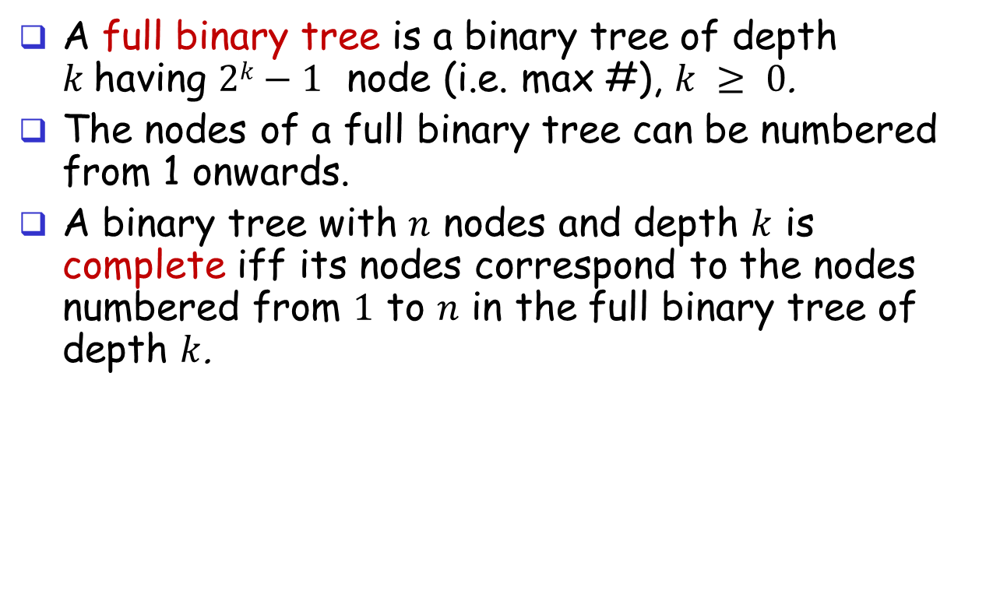 A full binary tree is a binary tree of depth
k having 2ᵏ − 1 node (i.e. max #), k ≥ 0.
The nodes of a full binary tree can be numbered
from 1 onwards.
A binary tree with n nodes and depth k is
complete iff its nodes correspond to the nodes
numbered from 1 to n in the full binary tree of
depth k.